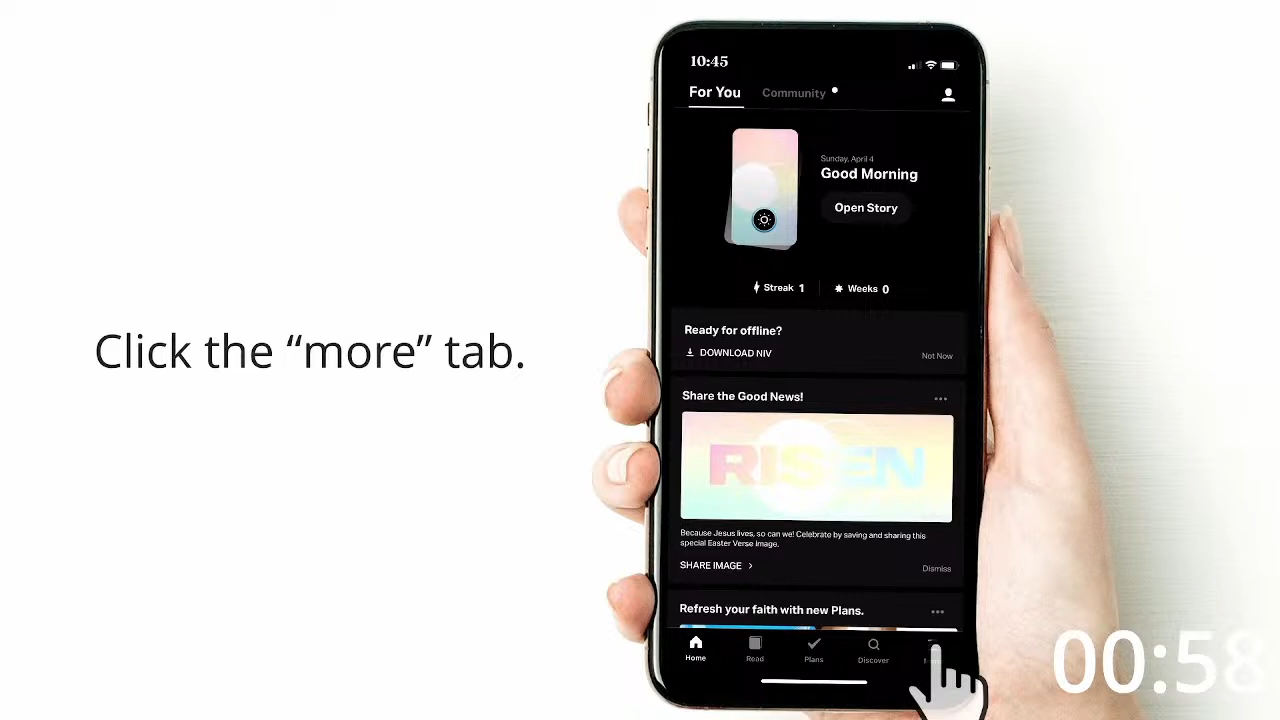 Click the “more” tab.
10:45
For You
Community
Sunday, April 4
Good Morning
Open Story
Streak 1
Weeks 0
Ready for offline?
DOWNLOAD NIV
Not Now
Share the Good News!
RISEN
Because Jesus lives, so can we! Celebrate by saving and sharing this
special Easter Verse Image.
SHARE IMAGE
Dismiss
Refresh your faith with new Plans.
Home
Read
Plans
Discover
00:58